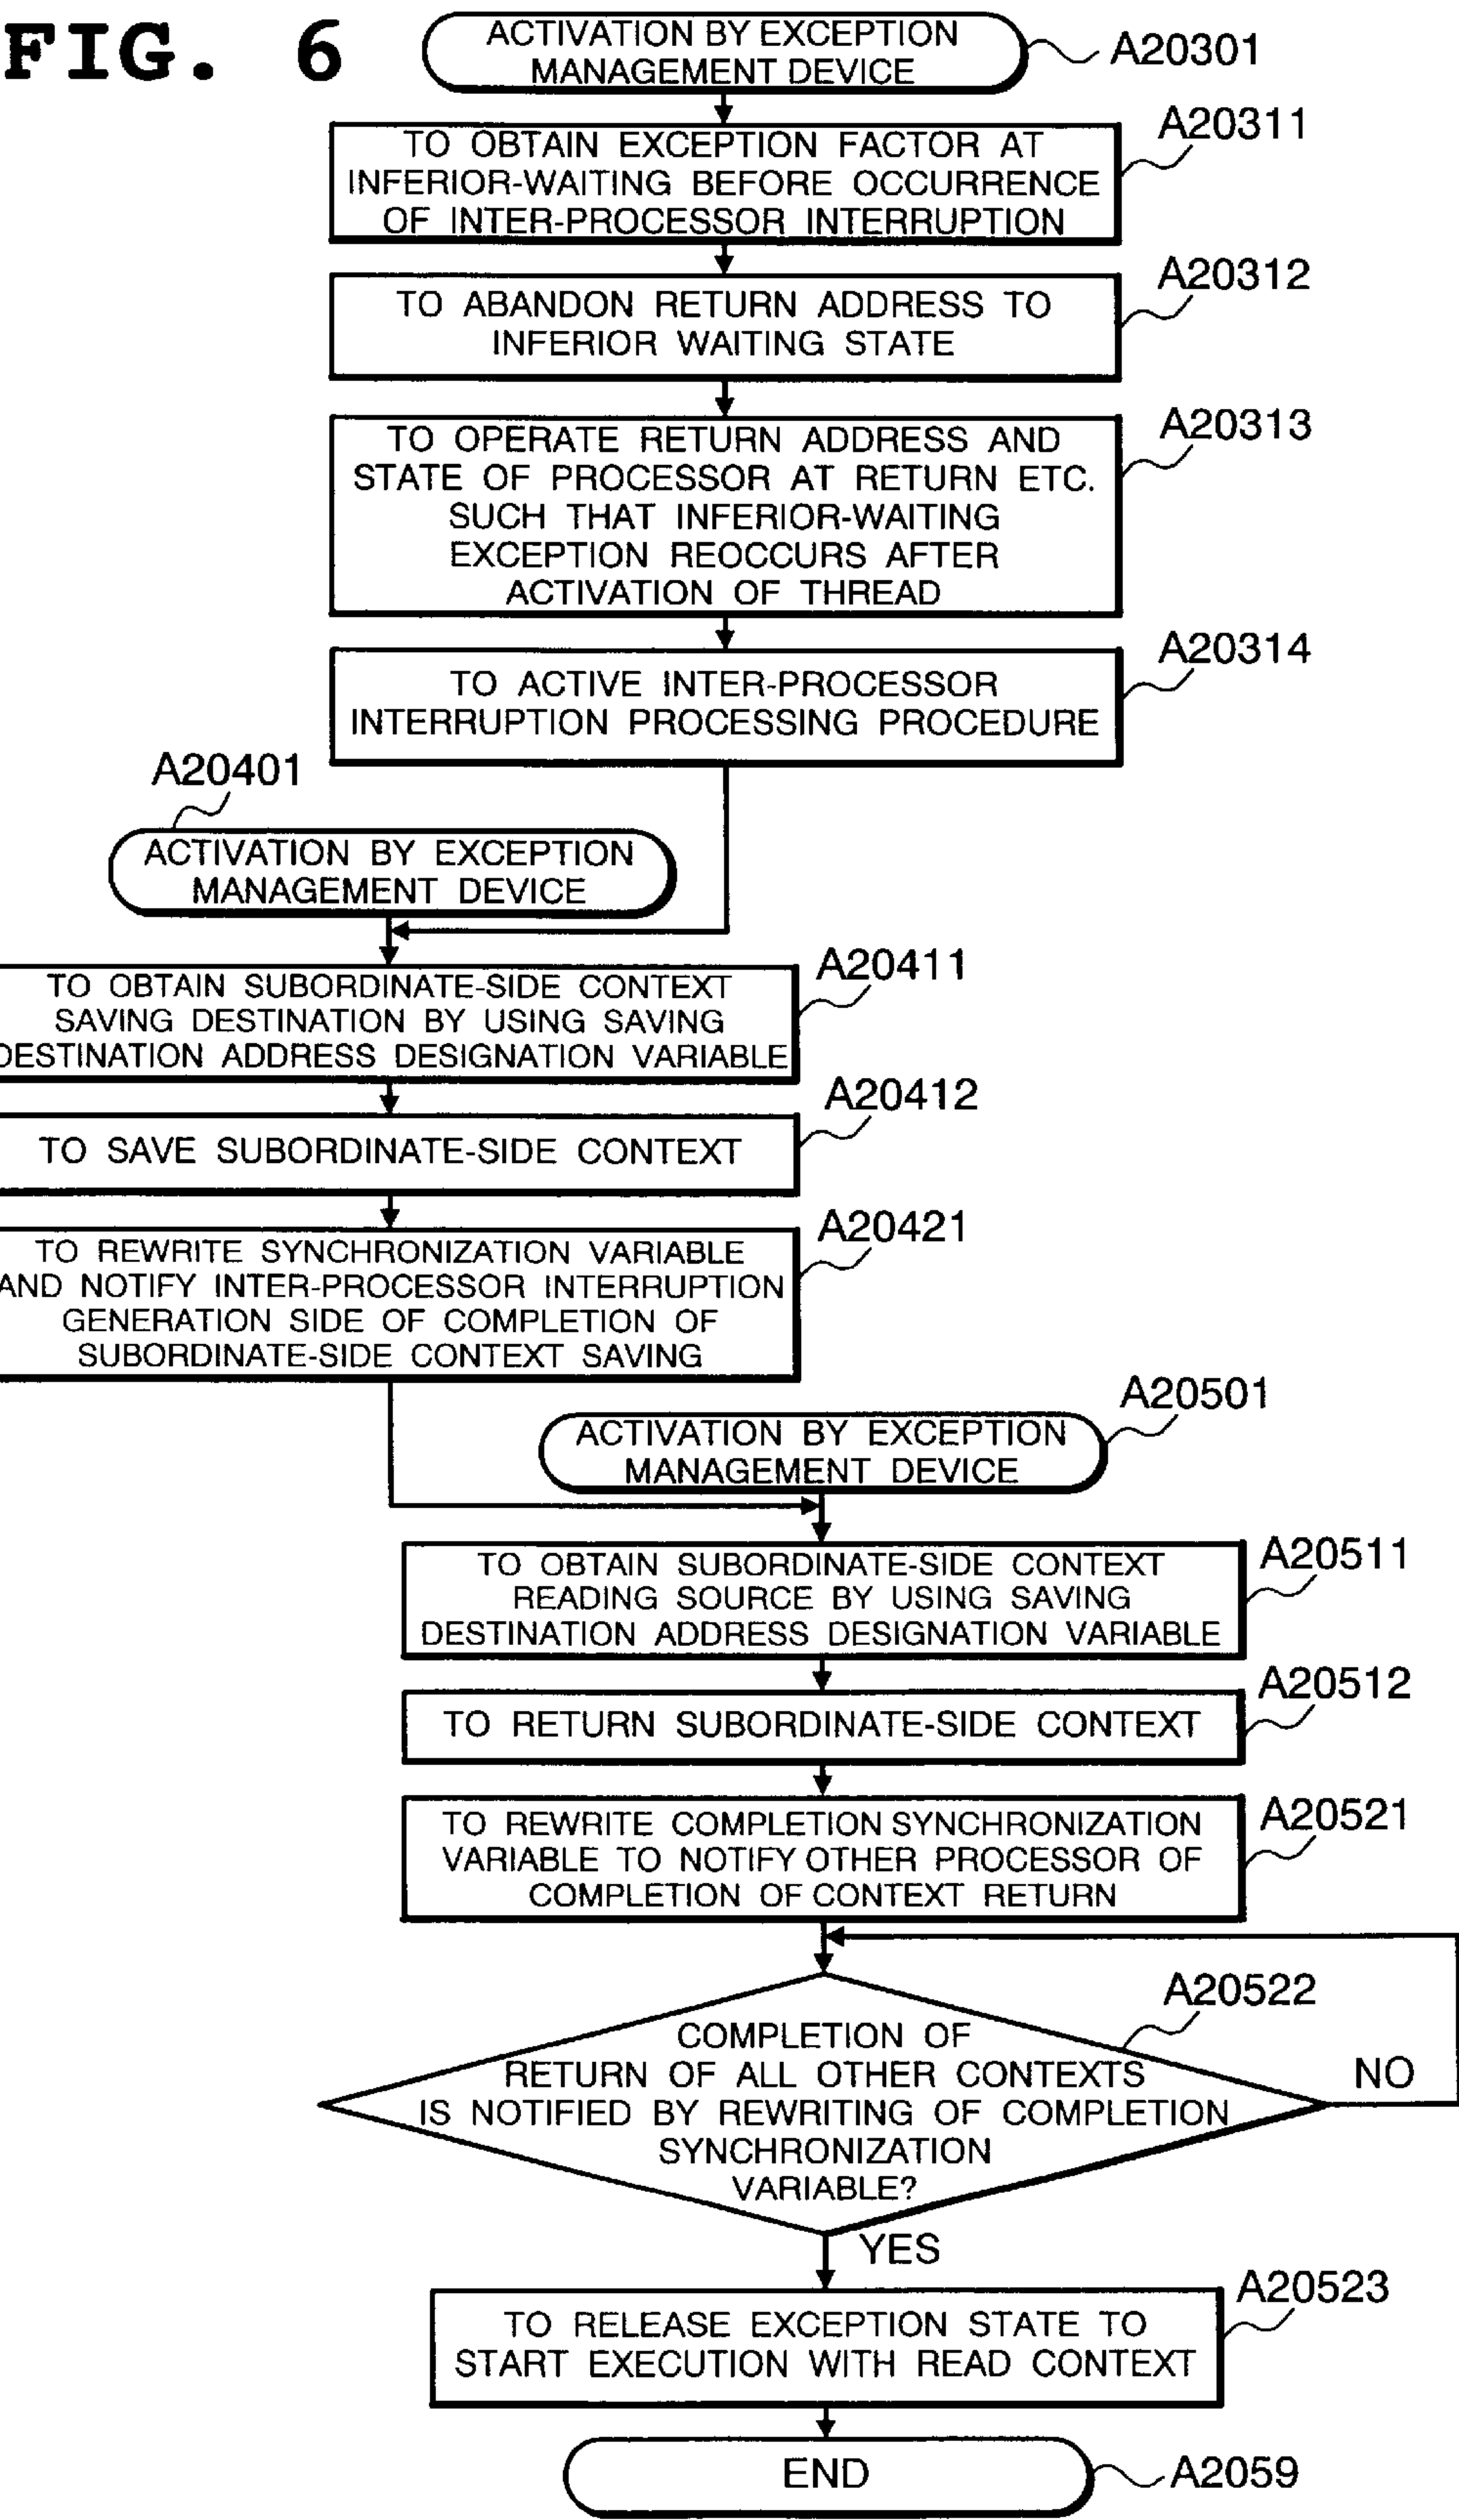 FIG. 6
ACTIVATION BY EXCEPTION
MANAGEMENT DEVICE
A20301
TO OBTAIN EXCEPTION FACTOR AT
INFERIOR-WAITING BEFORE OCCURRENCE
OF INTER-PROCESSOR INTERRUPTION
A20311
TO ABANDON RETURN ADDRESS TO
INFERIOR WAITING STATE
A20312
TO OPERATE RETURN ADDRESS AND
STATE OF PROCESSOR AT RETURN ETC.
SUCH THAT INFERIOR-WAITING
EXCEPTION REOCCURS AFTER
ACTIVATION OF THREAD
A20313
TO ACTIVE INTER-PROCESSOR
INTERRUPTION PROCESSING PROCEDURE
A20314
A20401
ACTIVATION BY EXCEPTION
MANAGEMENT DEVICE
TO OBTAIN SUBORDINATE-SIDE CONTEXT
SAVING DESTINATION BY USING SAVING
DESTINATION ADDRESS DESIGNATION VARIABLE
A20411
TO SAVE SUBORDINATE-SIDE CONTEXT
A20412
TO REWRITE SYNCHRONIZATION VARIABLE
AND NOTIFY INTER-PROCESSOR INTERRUPTION
GENERATION SIDE OF COMPLETION OF
SUBORDINATE-SIDE CONTEXT SAVING
A20421
ACTIVATION BY EXCEPTION
MANAGEMENT DEVICE
A20501
TO OBTAIN SUBORDINATE-SIDE CONTEXT
READING SOURCE BY USING SAVING
DESTINATION ADDRESS DESIGNATION VARIABLE
A20511
TO RETURN SUBORDINATE-SIDE CONTEXT
A20512
TO REWRITE COMPLETION SYNCHRONIZATION
VARIABLE TO NOTIFY OTHER PROCESSOR OF
COMPLETION OF CONTEXT RETURN
A20521
A20522
COMPLETION OF
RETURN OF ALL OTHER CONTEXTS
IS NOTIFIED BY REWRITING OF COMPLETION
SYNCHRONIZATION
VARIABLE?
NO
YES
TO RELEASE EXCEPTION STATE TO
START EXECUTION WITH READ CONTEXT
A20523
END
A2059